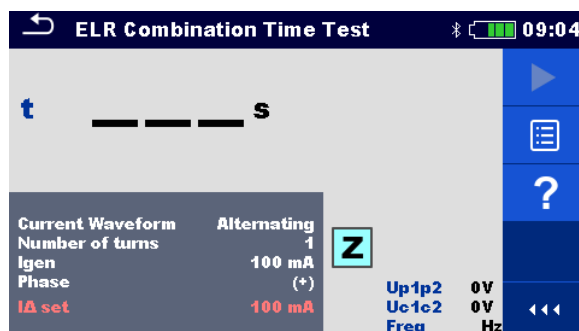 ELR Combination Time Test 09:04
t ___ s
?
Current Waveform Alternating
Number of turns 1
Igen 100 mA
Phase (+)
IΔ set 100 mA
Z
Up1p2 0V
Uc1c2 0V
Freq Hz